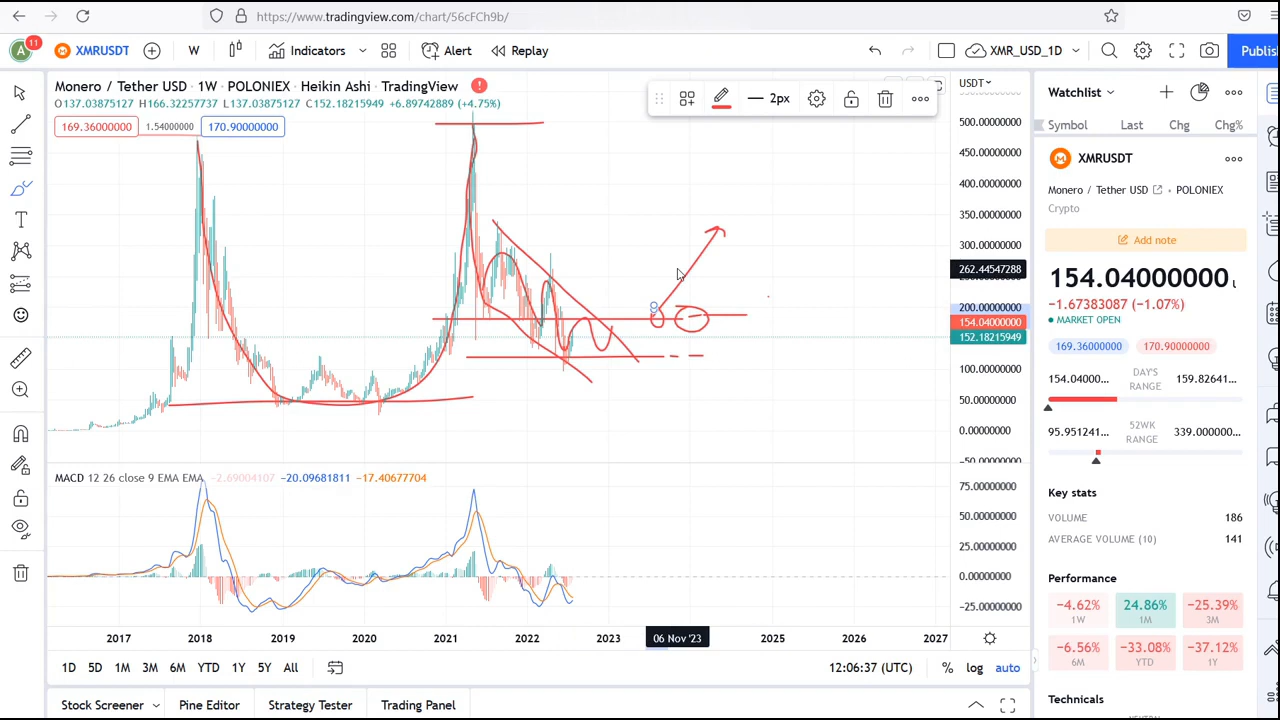 https://www.tradingview.com/chart/56cFCh9b/
A 11 XMRUSDT W Indicators Alert Replay XMR_USD_1D Publis
Monero / Tether USD · 1W · POLONIEX · Heikin Ashi · TradingView
O137.03875127 H166.32257737 L137.03875127 C152.18215949 +6.89742889 (+4.75%)
169.36000000 1.54000000 170.90000000
2px
USDT
500.00000000
450.00000000
400.00000000
350.00000000
300.00000000
262.44547288
200.00000000
154.04000000
152.18215949
100.00000000
50.00000000
0.00000000
MACD 12 26 close 9 EMA EMA -2.69004107 -20.09681811 -17.40677704
75.00000000
50.00000000
25.00000000
0.00000000
-25.00000000
2017 2018 2019 2020 2021 2022 2023 06 Nov '23 2025 2026 2027
1D 5D 1M 3M 6M YTD 1Y 5Y All 12:06:37 (UTC) % log auto
Stock Screener Pine Editor Strategy Tester Trading Panel
Watchlist
Symbol Last Chg Chg%
XMRUSDT
Monero / Tether USD · POLONIEX
Crypto
Add note
154.04000000
−1.67383087 (−1.07%)
MARKET OPEN
169.36000000 170.90000000
154.04000... DAY'S RANGE 159.82641...
95.951241... 52WK RANGE 339.000000...
Key stats
VOLUME 186
AVERAGE VOLUME (10) 141
Performance
−4.62% 24.86% −25.39%
1W 1M 3M
−6.56% −33.08% −37.12%
6M YTD 1Y
Technicals